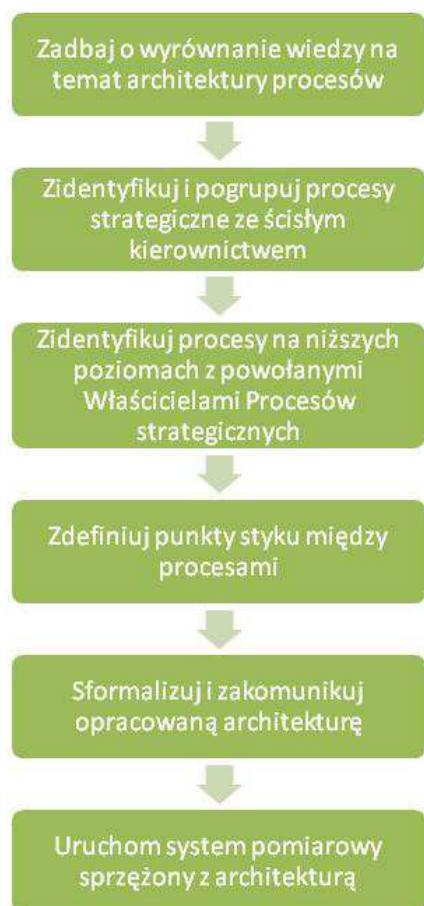 Zadbaj o wyrównanie wiedzy na
temat architektury procesów
Zidentyfikuj i pogrupuj procesy
strategiczne ze ścisłym
kierownictwem
Zidentyfikuj procesy na niższych
poziomach z powołanymi
Właścicielami Procesów
strategicznych
Zdefiniuj punkty styku między
procesami
Sformalizuj i zakomunikuj
opracowaną architekturę
Uruchom system pomiarowy
sprzężony z architekturą